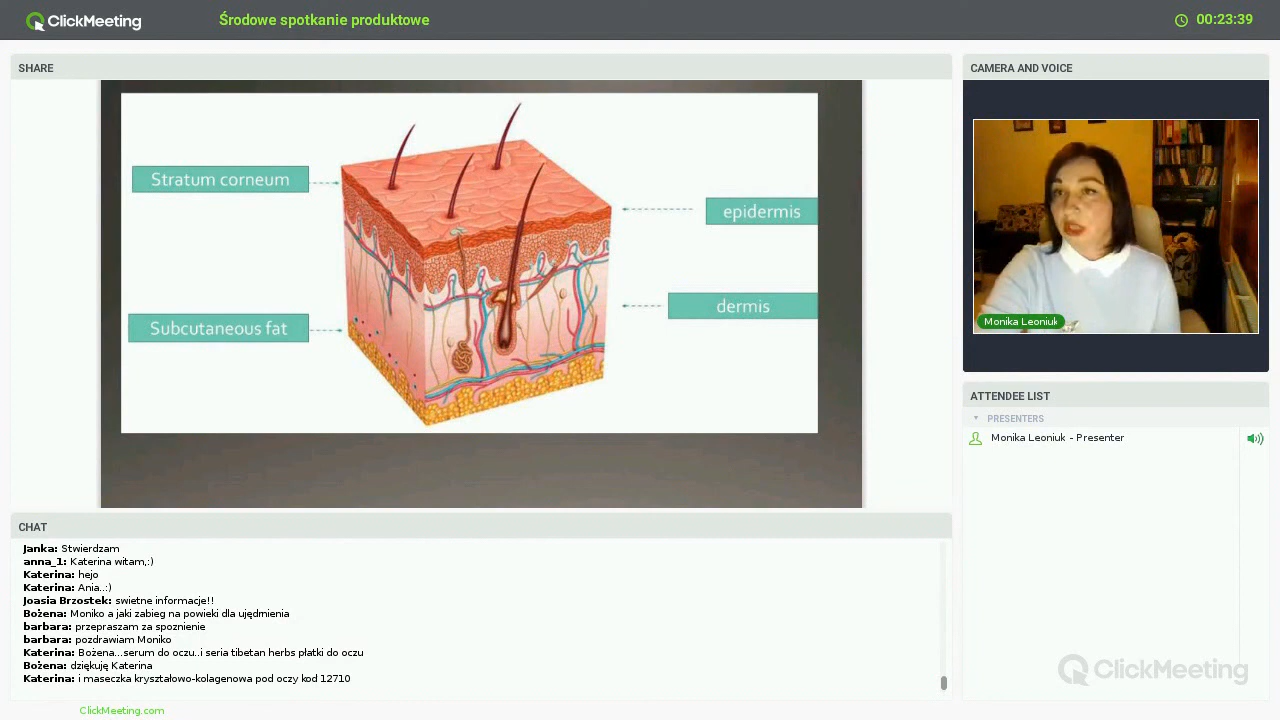 ClickMeeting
Środowe spotkanie produktowe
00:23:39
SHARE
Stratum corneum
epidermis
dermis
Subcutaneous fat
CAMERA AND VOICE
Monika Leoniuk
ATTENDEE LIST
PRESENTERS
Monika Leoniuk - Presenter
CHAT
Janka: Stwierdzam
anna_1: Katerina witam,:)
Katerina: hejo
Katerina: Ania..:)
Joasia Brzostek: swietne informacje!!
Bożena: Moniko a jaki zabieg na powieki dla ujędrnienia
barbara: przepraszam za spoznienie
barbara: pozdrawiam Moniko
Katerina: Bożena...serum do oczu..i seria tibetan herbs płatki do oczu
Bożena: dziękuję Katerina
Katerina: i maseczka kryształowo-kolagenowa pod oczy kod 12710
ClickMeeting
ClickMeeting.com